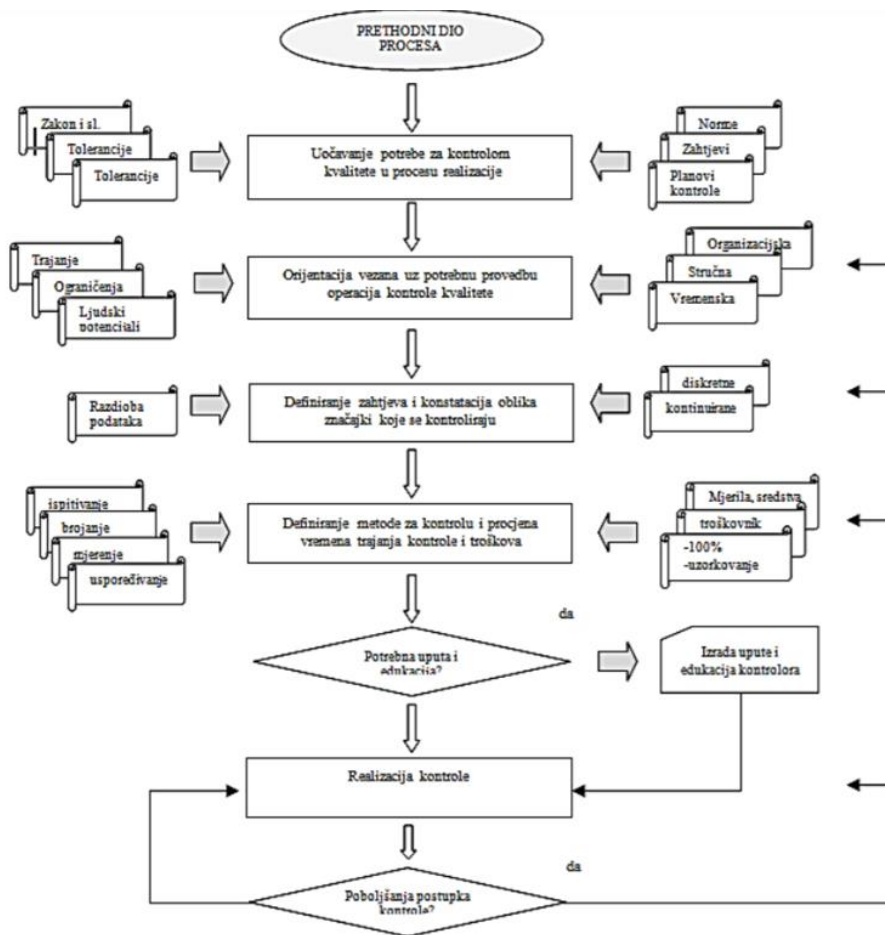 PRETHODNI DIO
PROCESA
Zakon i sl.
Tolerancije
Tolerancije
Uočavanje potrebe za kontrolom
kvalitete u procesu realizacije
Norme
Zahtjevi
Planovi
kontrole
Trajanje
Ograničenja
Ljudski
potencijali
Orijentacija vezana uz potrebnu provedbu
operacija kontrole kvalitete
Organizacijska
Stručna
Vremenska
Razdioba
podataka
Definiranje zahtjeva i konstatacija oblika
značajki koje se kontroliraju
diskretne
kontinuirane
ispitivanje
brojanje
mjerenje
uspoređivanje
Definiranje metode za kontrolu i procjena
vremena trajanja kontrole i troškova
Mjerila, sredstva
troškovnik
-100%
-uzorkovanje
da
Potrebna uputa i
edukacija?
Izrada upute i
edukacija kontrolora
Realizacija kontrole
da
Poboljšanja postupka
kontrole?